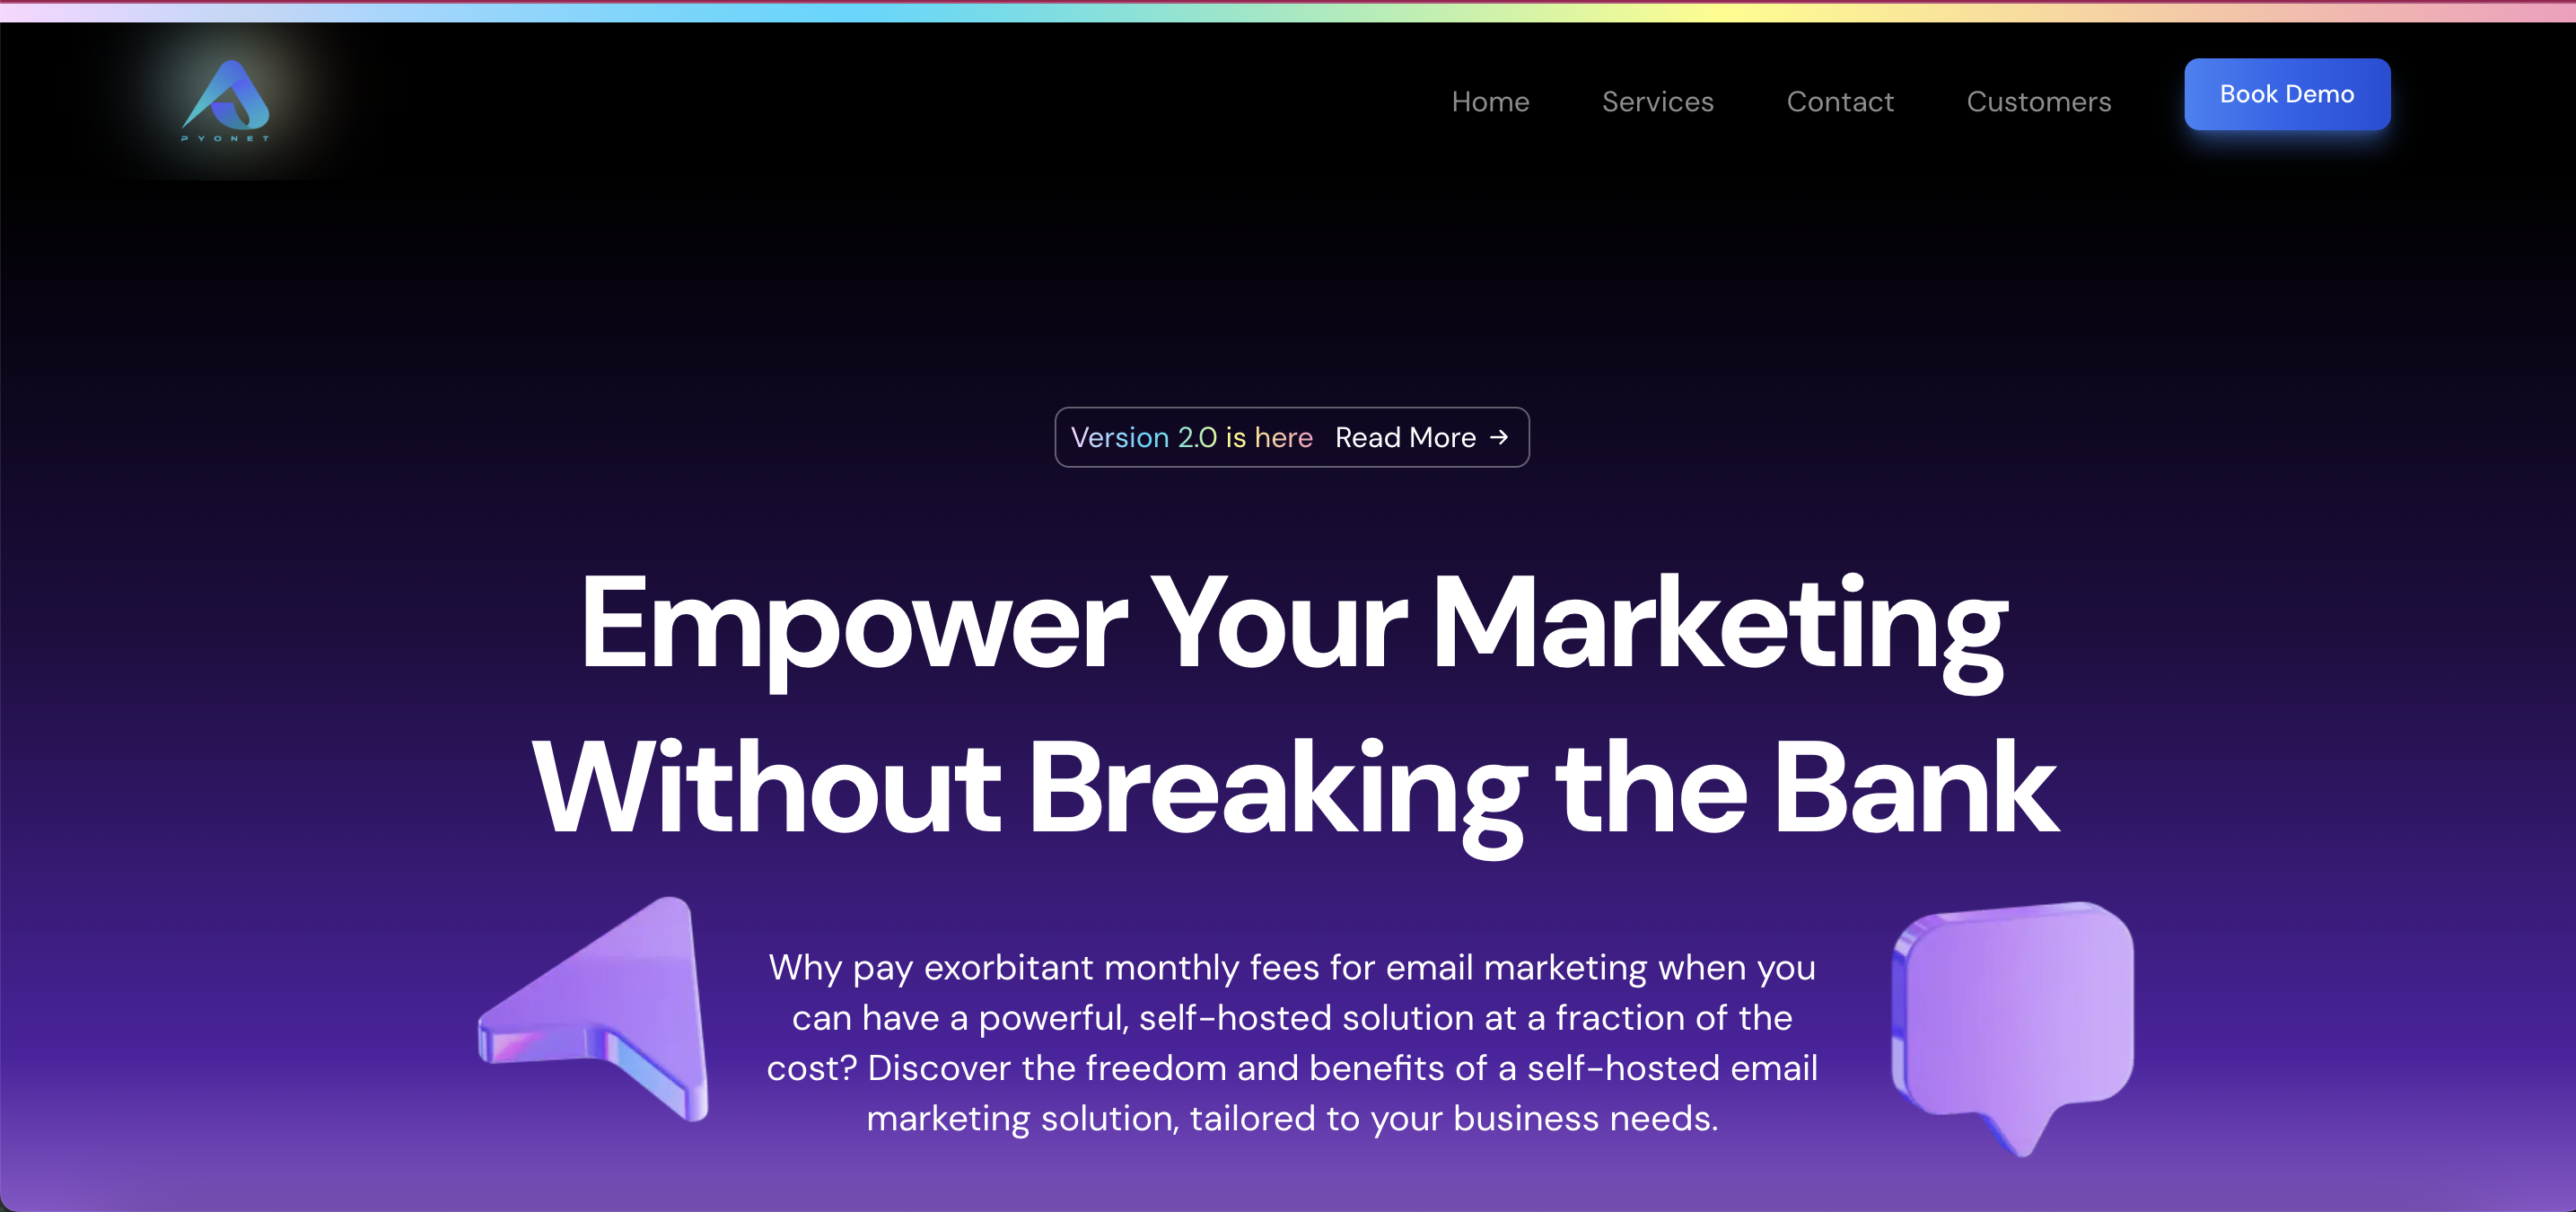 PYONET
Home Services Contact Customers Book Demo
Version 2.0 is here Read More →
Empower Your Marketing
Without Breaking the Bank
Why pay exorbitant monthly fees for email marketing when you
can have a powerful, self-hosted solution at a fraction of the
cost? Discover the freedom and benefits of a self-hosted email
marketing solution, tailored to your business needs.